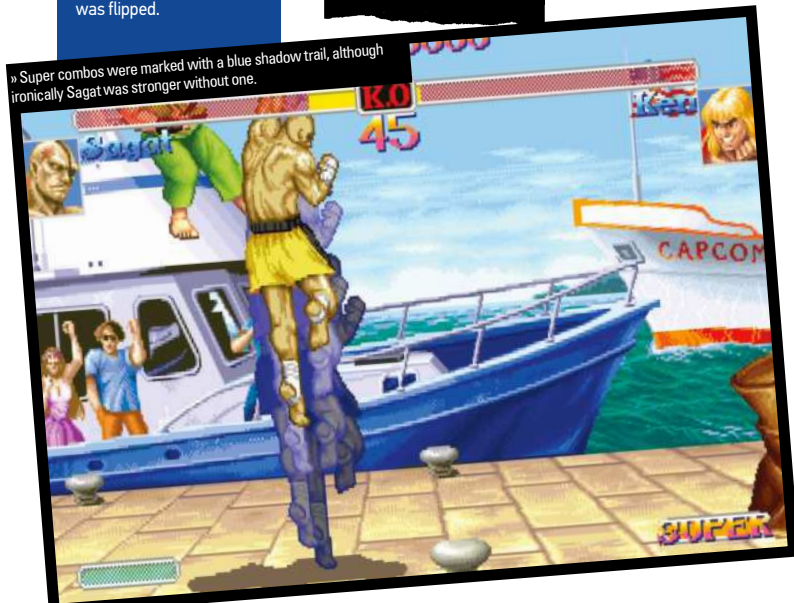 was flipped.
» Super combos were marked with a blue shadow trail, although
ironically Sagat was stronger without one.
K.O
Sagat
45
Ken
CAPCOM
SUPER